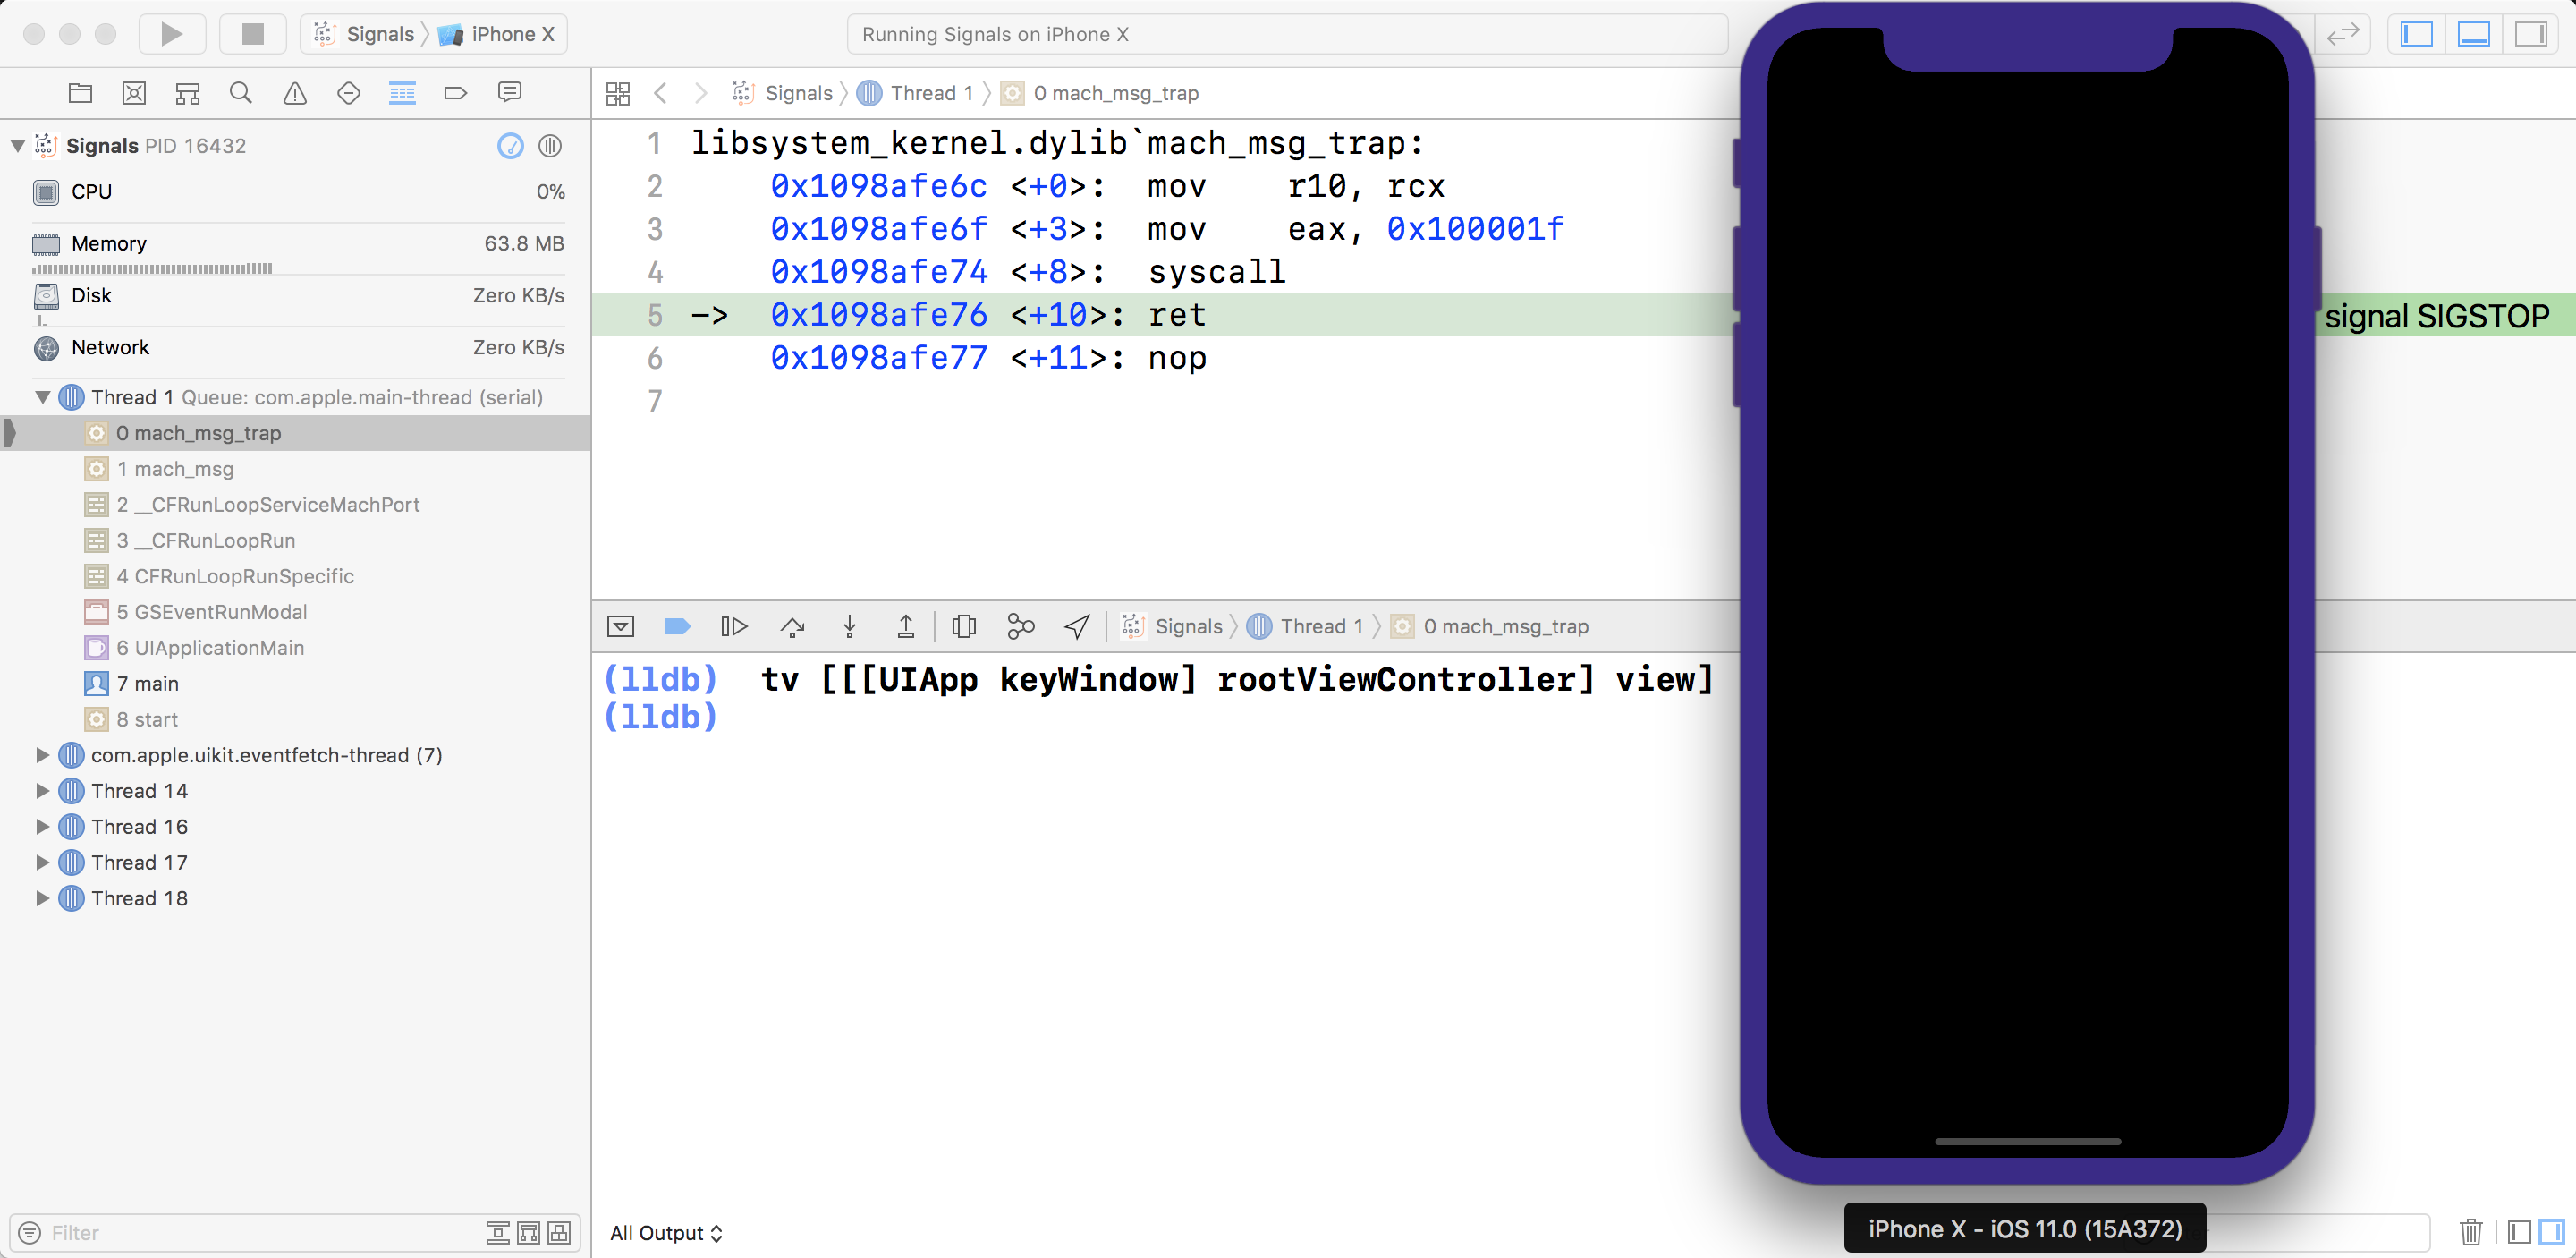 Signals iPhone X
Running Signals on iPhone X
Signals PID 16432
CPU 0%
Memory 63.8 MB
Disk Zero KB/s
Network Zero KB/s
Thread 1 Queue: com.apple.main-thread (serial)
0 mach_msg_trap
1 mach_msg
2 __CFRunLoopServiceMachPort
3 __CFRunLoopRun
4 CFRunLoopRunSpecific
5 GSEventRunModal
6 UIApplicationMain
7 main
8 start
com.apple.uikit.eventfetch-thread (7)
Thread 14
Thread 16
Thread 17
Thread 18
Filter
Signals Thread 1 0 mach_msg_trap
1 libsystem_kernel.dylib`mach_msg_trap:
2 0x1098afe6c <+0>: mov r10, rcx
3 0x1098afe6f <+3>: mov eax, 0x100001f
4 0x1098afe74 <+8>: syscall
5 -> 0x1098afe76 <+10>: ret
signal SIGSTOP
6 0x1098afe77 <+11>: nop
7
Signals Thread 1 0 mach_msg_trap
(lldb) tv [[[UIApp keyWindow] rootViewController] view]
(lldb)
All Output
iPhone X - iOS 11.0 (15A372)